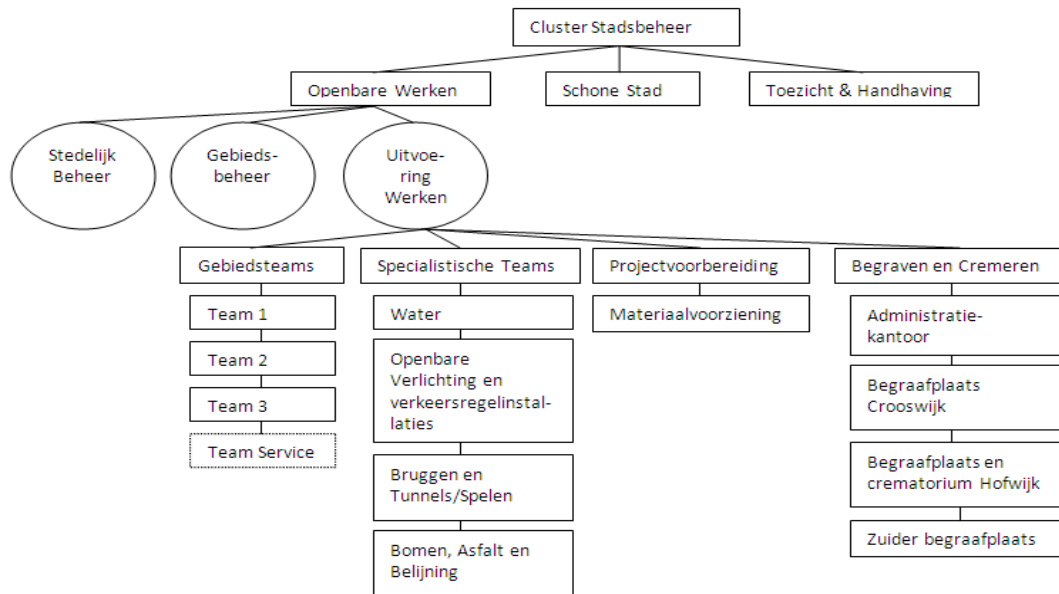 Cluster Stadsbeheer
Openbare Werken
Schone Stad
Toezicht & Handhaving
Stedelijk
Beheer
Gebieds-
beheer
Uitvoe-
ring
Werken
Gebiedsteams
Specialistische Teams
Projectvoorbereiding
Begraven en Cremeren
Team 1
Team 2
Team 3
Team Service
Water
Openbare
Verlichting en
verkeersregelinstal-
laties
Bruggen en
Tunnels/Spelen
Bomen, Asfalt en
Belijning
Materiaalvoorziening
Administratie-
kantoor
Begraafplaats
Crooswijk
Begraafplaats en
crematorium Hofwijk
Zuider begraafplaats